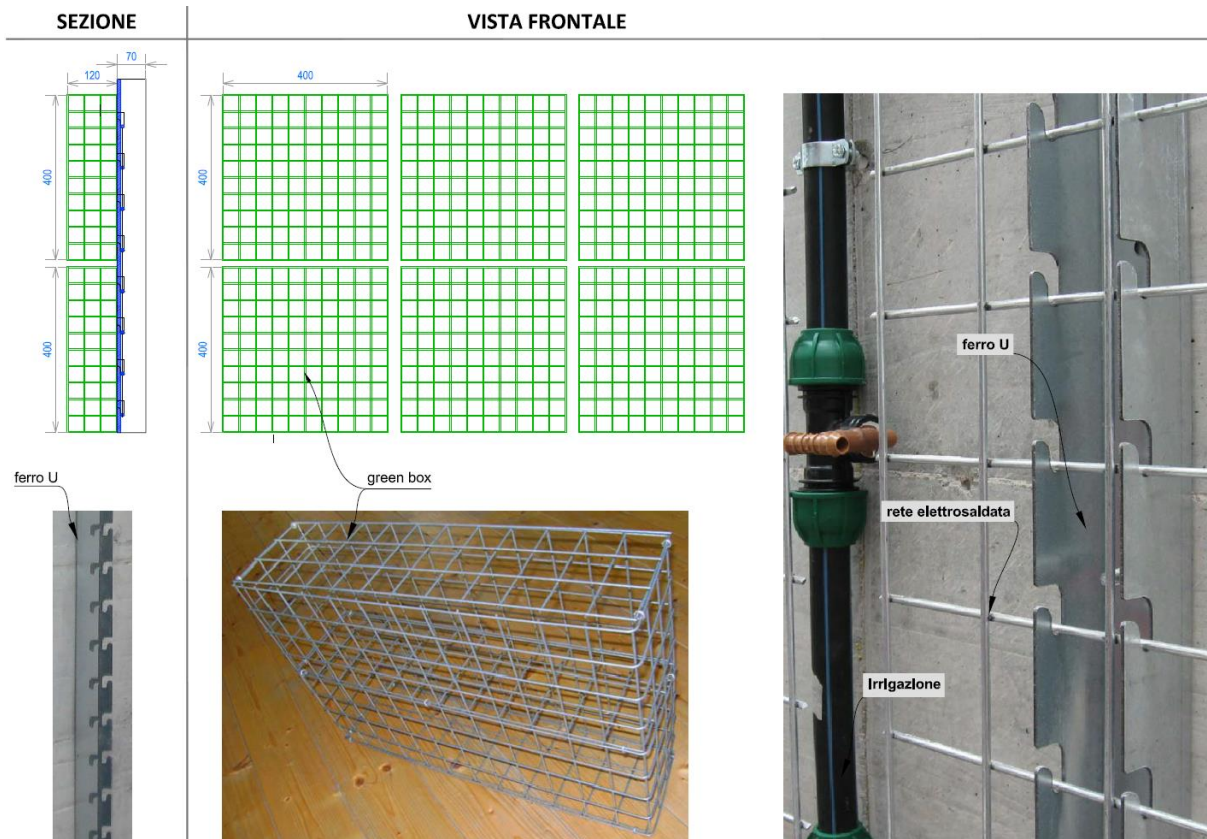 SEZIONE
VISTA FRONTALE
70
120
400
400
400
400
400
ferro U
green box
ferro U
rete elettrosaldata
Irrigazione